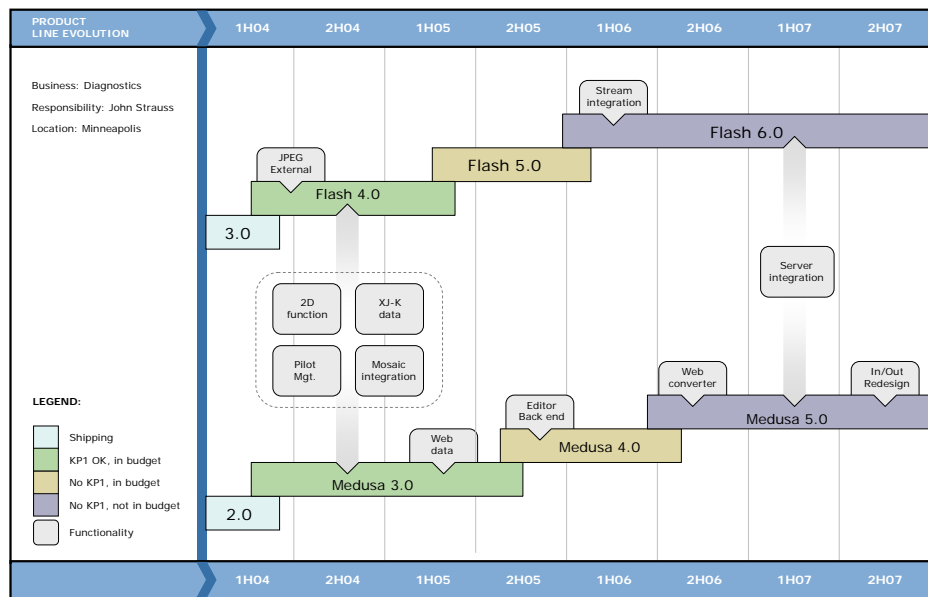 PRODUCT
LINE EVOLUTION
1H04
2H04
1H05
2H05
1H06
2H06
1H07
2H07
Business: Diagnostics
Responsibility: John Strauss
Location: Minneapolis
Stream
integration
Flash 6.0
JPEG
External
Flash 5.0
Flash 4.0
3.0
Server
integration
2D
function
XJ-K
data
Pilot
Mgt.
Mosaic
integration
Web
converter
In/Out
Redesign
Medusa 5.0
Editor
Back end
Medusa 4.0
Web
data
Medusa 3.0
2.0
LEGEND:
Shipping
KP1 OK, in budget
No KP1, in budget
No KP1, not in budget
Functionality
1H04
2H04
1H05
2H05
1H06
2H06
1H07
2H07